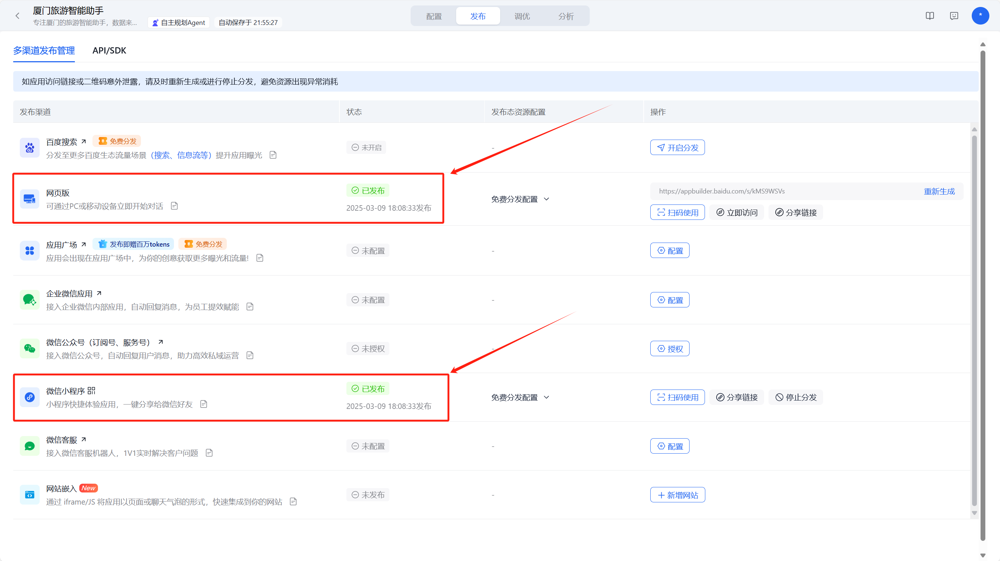 厦门旅游智能助手
专注厦门的旅游智能助手，数据来...
自主规划Agent
自动保存于 21:55:27
配置
发布
调优
分析
*
多渠道发布管理
API/SDK
如应用访问链接或二维码意外泄露，请及时重新生成或进行停止分发，避免资源出现异常消耗
发布渠道
状态
发布态资源配置
操作
百度搜索
免费分发
分发至更多百度生态流量场景（搜索、信息流等）提升应用曝光
未开启
-
开启分发
网页版
可通过PC或移动设备立即开始对话
已发布
2025-03-09 18:08:33发布
免费分发配置
https://appbuilder.baidu.com/s/kMS9WSVs
重新生成
扫码使用
立即访问
分享链接
应用广场
发布即赠百万tokens
免费分发
应用会出现在应用广场中，为你的创意获取更多曝光和流量!
未配置
-
配置
企业微信应用
接入企业微信内部应用，自动回复消息，为员工提效赋能
未配置
-
配置
微信公众号（订阅号、服务号）
接入微信公众号，自动回复用户消息，助力高效私域运营
未授权
-
授权
微信小程序
小程序快捷体验应用，一键分享给微信好友
已发布
2025-03-09 18:08:33发布
免费分发配置
扫码使用
分享链接
停止分发
微信客服
接入微信客服机器人，1V1实时解决客户问题
未配置
-
配置
网站嵌入
New
通过 iframe/JS 将应用以页面或聊天气泡的形式，快速集成到你的网站
未发布
-
新增网站